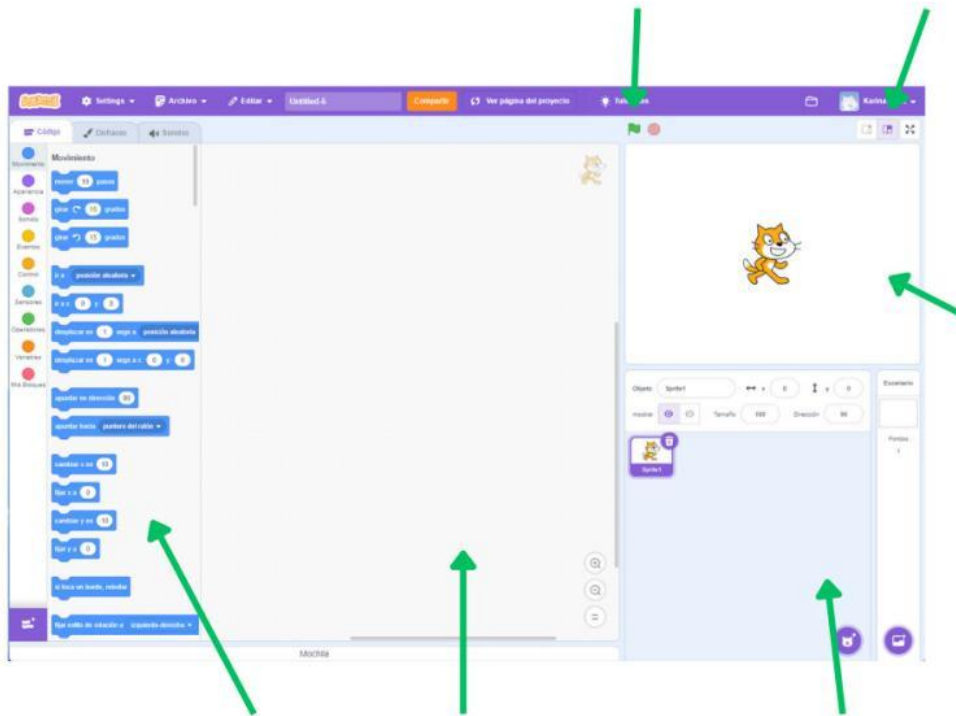 SCRATCH
Settings
Archivo
Editar
Untitled-6
Compartir
Ver página del proyecto
Karina
Código
Disfraces
Sonidos
Movimiento
Movimiento
mover 10 pasos
Apariencia
girar 15 grados
Sonido
girar 15 grados
Eventos
Control
ir a posición aleatoria
Sensores
ir a x: 0 y: 0
Operadores
deslizar en 1 segs a posición aleatoria
Variables
deslizar en 1 segs a x: 0 y: 0
Mis Bloques
apuntar en dirección 90
apuntar hacia puntero del ratón
cambiar x en 10
fijar x a 0
cambiar y en 10
fijar y a 0
si toca un borde, rebotar
fijar estilo de rotación a izquierda-derecha
Mochila
Objeto
Sprite1
x
0
y
0
mostrar
Tamaño
100
Dirección
90
Sprite1
Escenario
Fondos
1